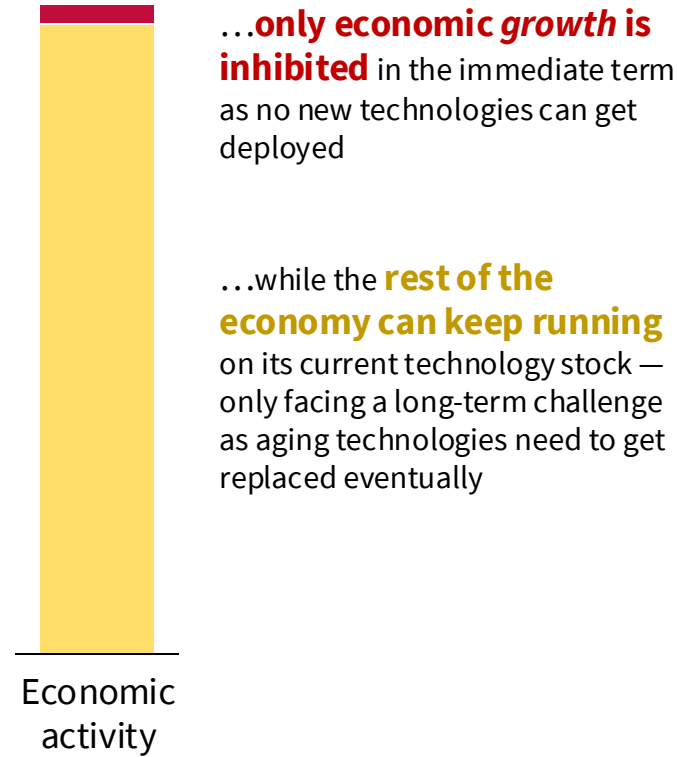 …only economic growth is
inhibited in the immediate term
as no new technologies can get
deployed
…while the rest of the
economy can keep running
on its current technology stock —
only facing a long-term challenge
as aging technologies need to get
replaced eventually
Economic
activity